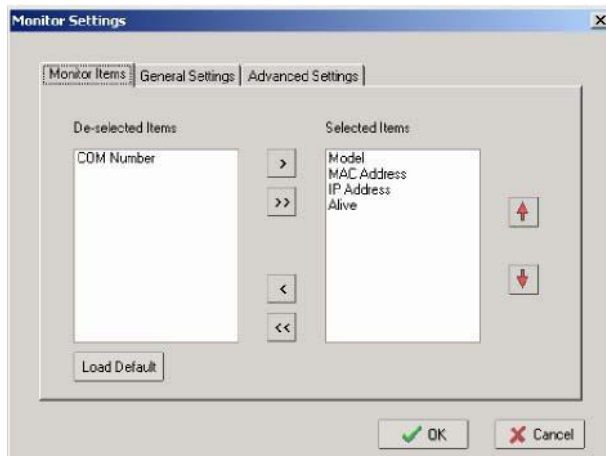 Monitor Settings
Monitor Items General Settings Advanced Settings
De-selected Items
COM Number
Selected Items
Model
MAC Address
IP Address
Alive
>
>>
<
<<
Load Default
OK
Cancel